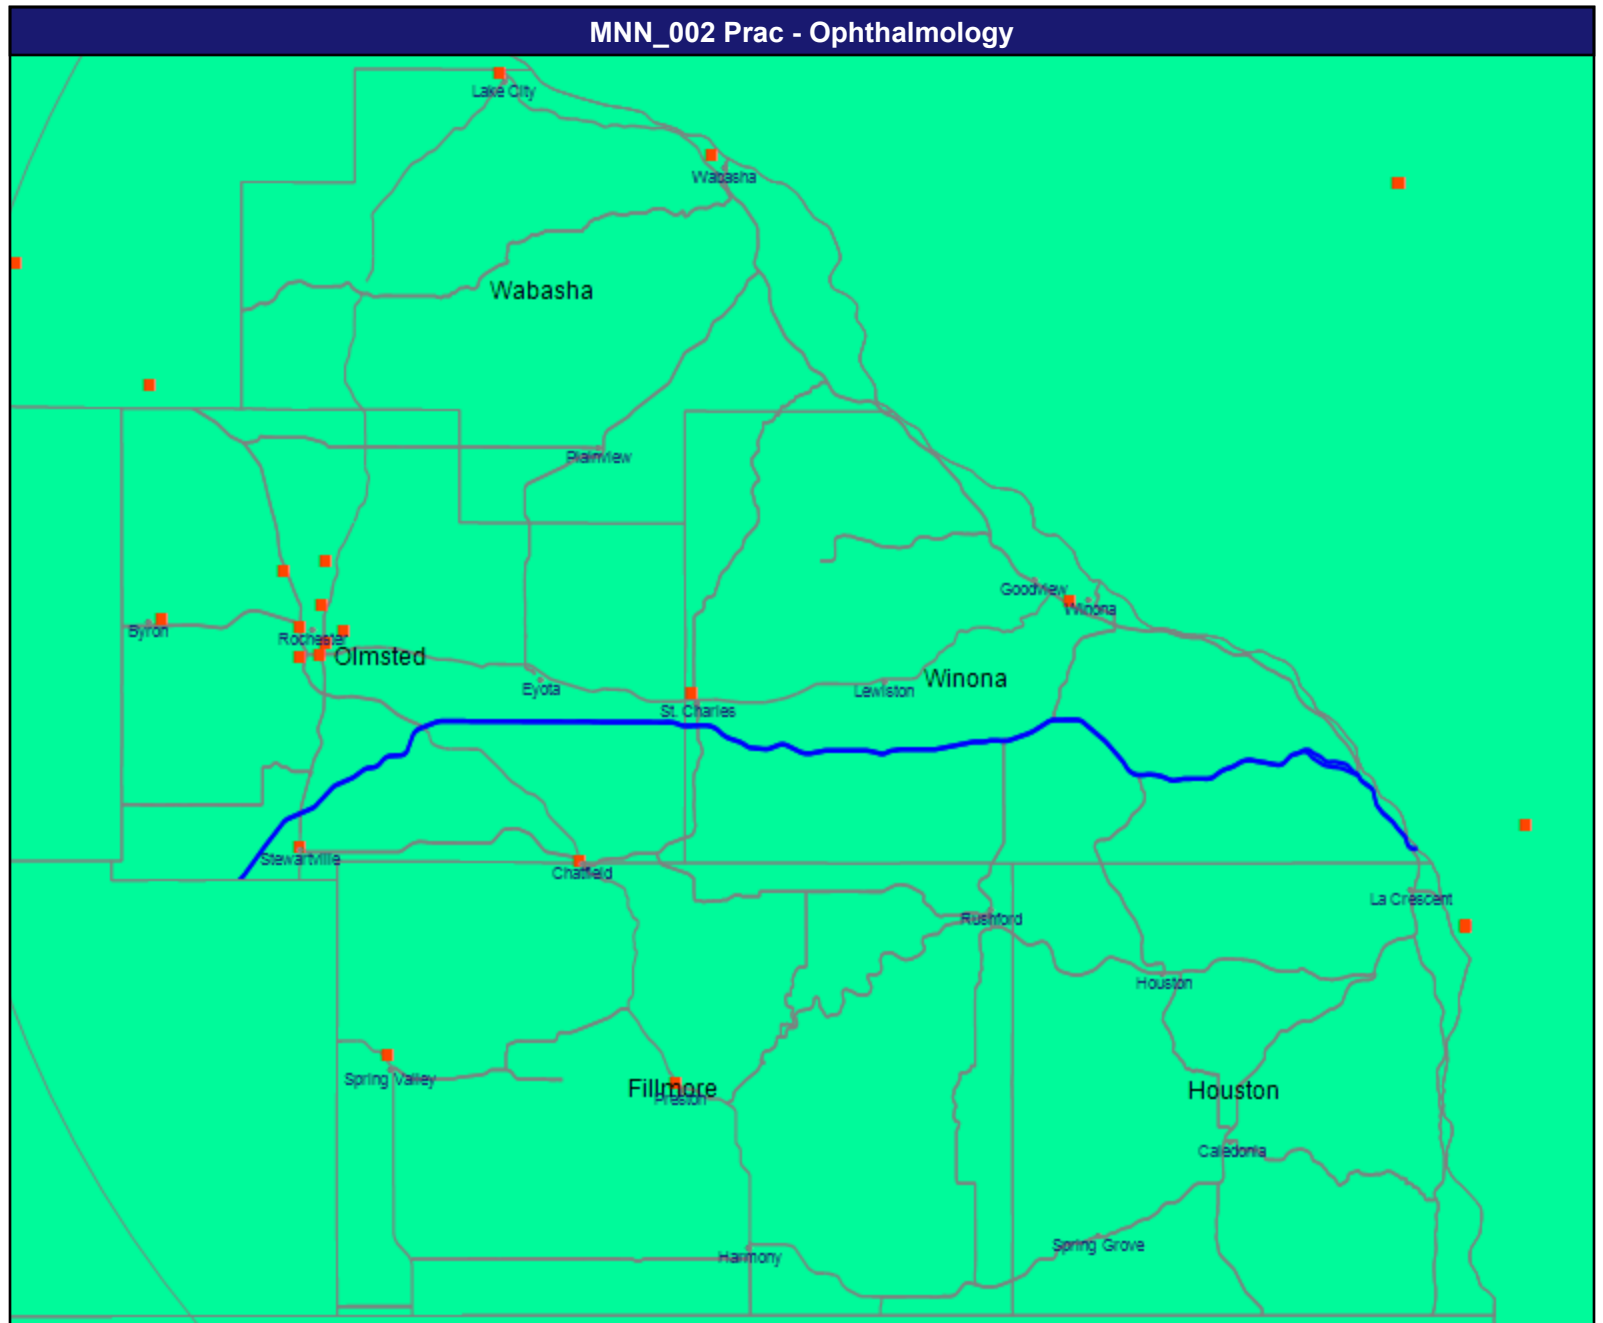 MNN_002 Prac - Ophthalmology
Lake City
Wabasha
Wabasha
Plainview
Goodview
Winona
Byron
Rochester
Olmsted
Winona
Eyota
Lewiston
St. Charles
Stewartville
Chatfield
La Crescent
Rushford
Houston
Spring Valley
Fillmore
Preston
Houston
Caledonia
Spring Grove
Harmony